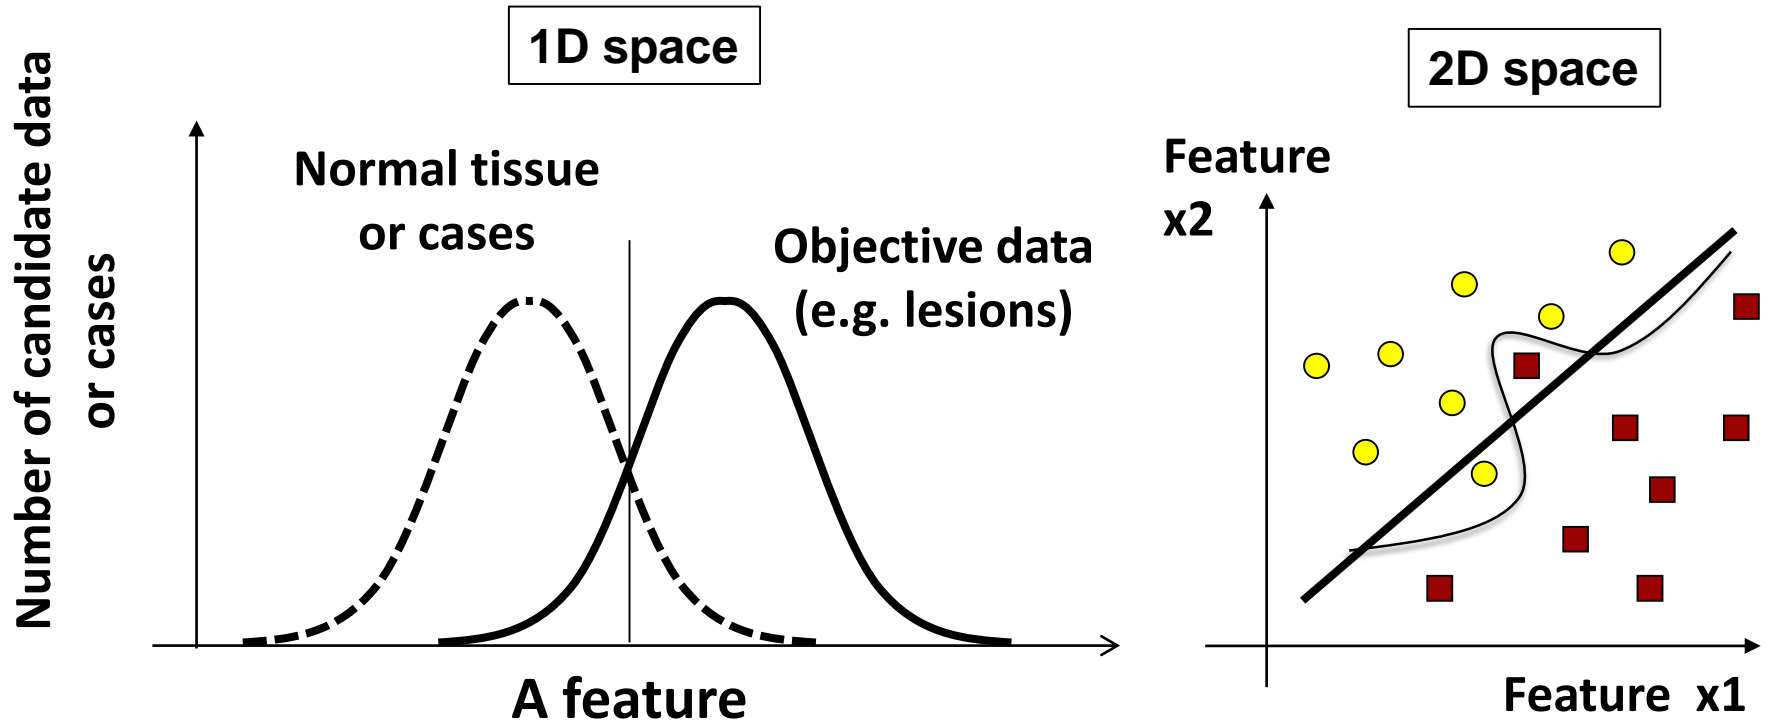 1D space
Number of candidate data
or cases
Normal tissue
or cases
Objective data
(e.g. lesions)
A feature
2D space
Feature
x2
Feature x1